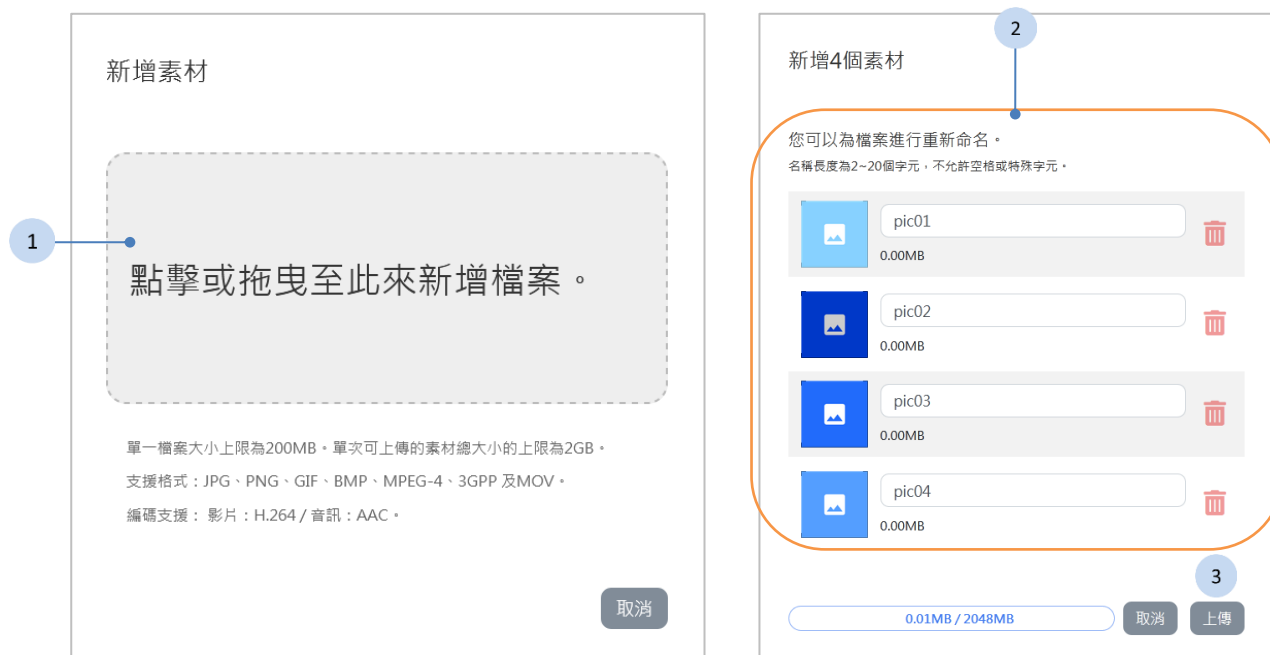 新增素材
1
點擊或拖曳至此來新增檔案。
單一檔案大小上限為200MB。單次可上傳的素材總大小的上限為2GB。
支援格式：JPG、PNG、GIF、BMP、MPEG-4、3GPP 及MOV。
編碼支援： 影片：H.264 / 音訊：AAC。
取消
2
新增4個素材
您可以為檔案進行重新命名。
名稱長度為2~20個字元，不允許空格或特殊字元。
pic01
0.00MB
pic02
0.00MB
pic03
0.00MB
pic04
0.00MB
3
0.01MB / 2048MB
取消
上傳